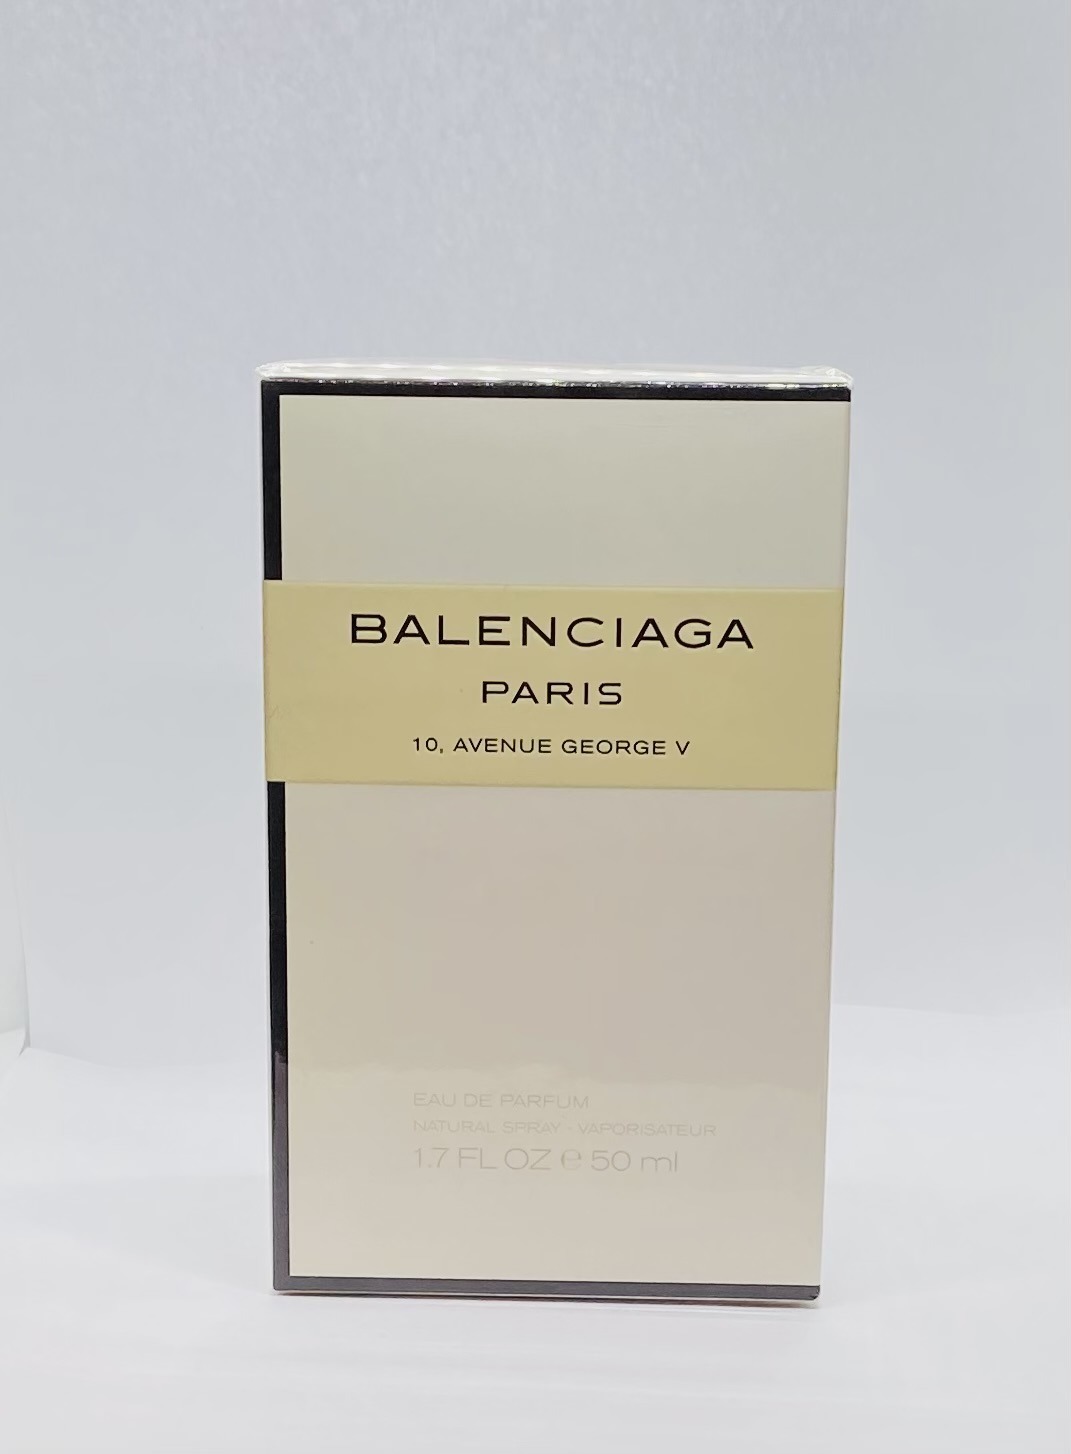 BALENCIAGA
PARIS
10, AVENUE GEORGE V
EAU DE PARFUM
NATURAL SPRAY - VAPORISATEUR
1.7 FL OZ e 50 ml